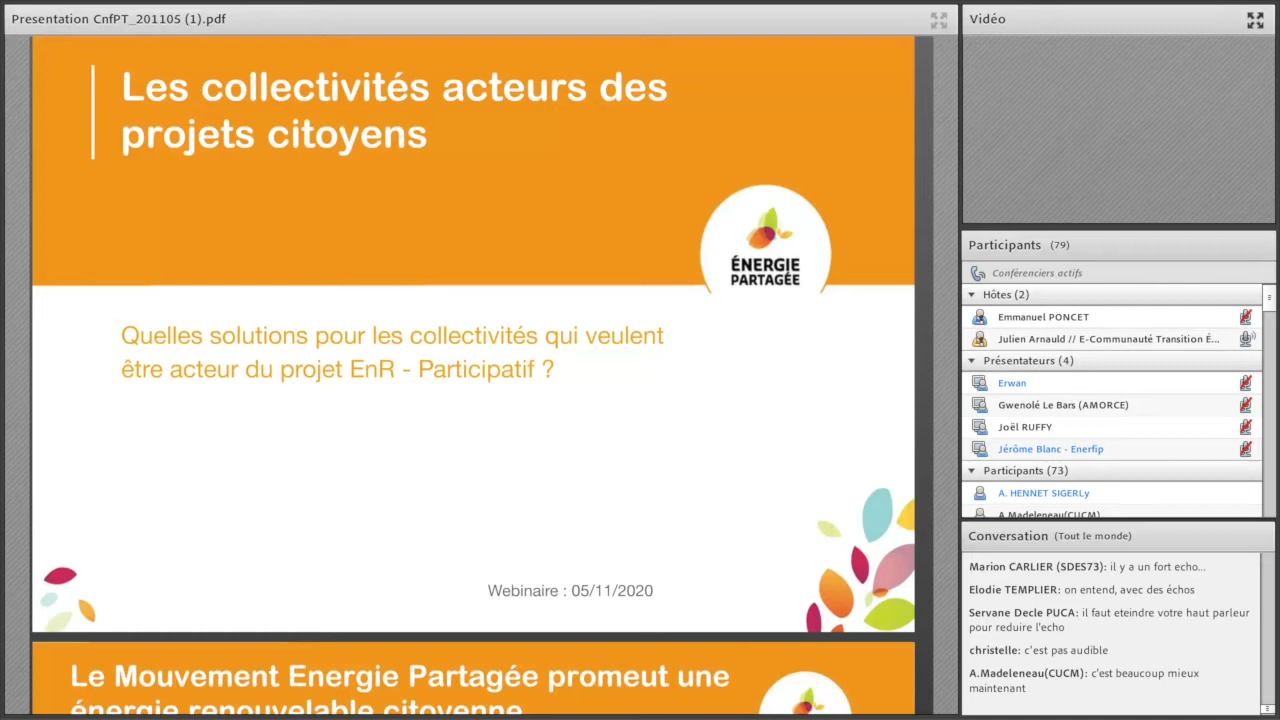 Presentation CnfPT_201105 (1).pdf
Les collectivités acteurs des
projets citoyens
ÉNERGIE
PARTAGÉE
Quelles solutions pour les collectivités qui veulent
être acteur du projet EnR - Participatif ?
Webinaire : 05/11/2020
Le Mouvement Energie Partagée promeut une
énergie renouvelable citoyenne
Vidéo
Participants (79)
Conférenciers actifs
Hôtes (2)
Emmanuel PONCET
Julien Arnauld // E-Communauté Transition É...
Présentateurs (4)
Erwan
Gwenolé Le Bars (AMORCE)
Joël RUFFY
Jérôme Blanc - Enerfip
Participants (73)
A. HENNET SIGERLy
A.Madeleneau(CUCM)
Conversation (Tout le monde)
Marion CARLIER (SDES73): il y a un fort echo...
Elodie TEMPLIER: on entend, avec des échos
Servane Decle PUCA: il faut eteindre votre haut parleur
pour reduire l'echo
christelle: c'est pas audible
A.Madeleneau(CUCM): c'est beaucoup mieux
maintenant